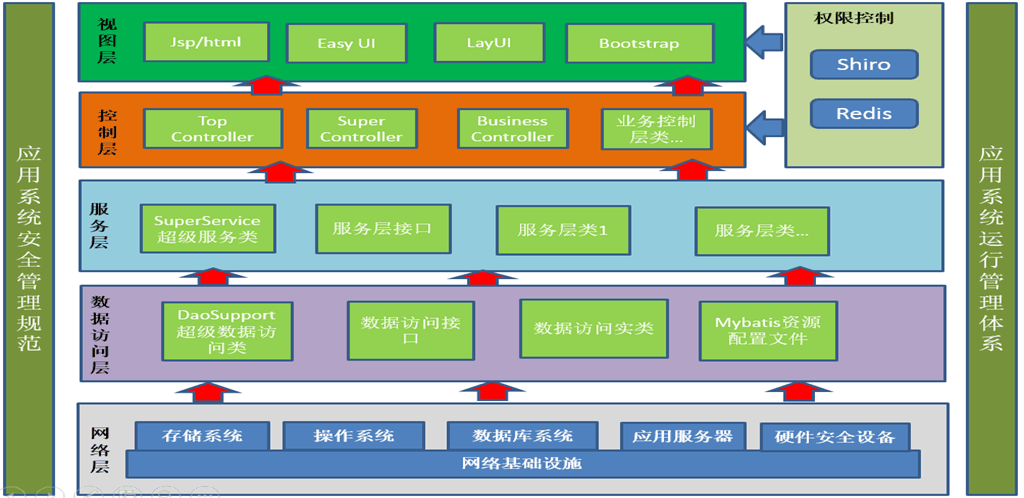 应用系统安全管理规范
视图层
Jsp/html
Easy UI
LayUI
Bootstrap
权限控制
Shiro
Redis
控制层
Top
Controller
Super
Controller
Business
Controller
业务控制
层类...
服务层
SuperService
超级服务类
服务层接口
服务层类1
服务层类...
数据访问层
DaoSupport
超级数据访
问类
数据访问接
口
数据访问实类
Mybatis资源
配置文件
网络层
存储系统
操作系统
数据库系统
应用服务器
硬件安全设备
网络基础设施
应用系统运行管理体系